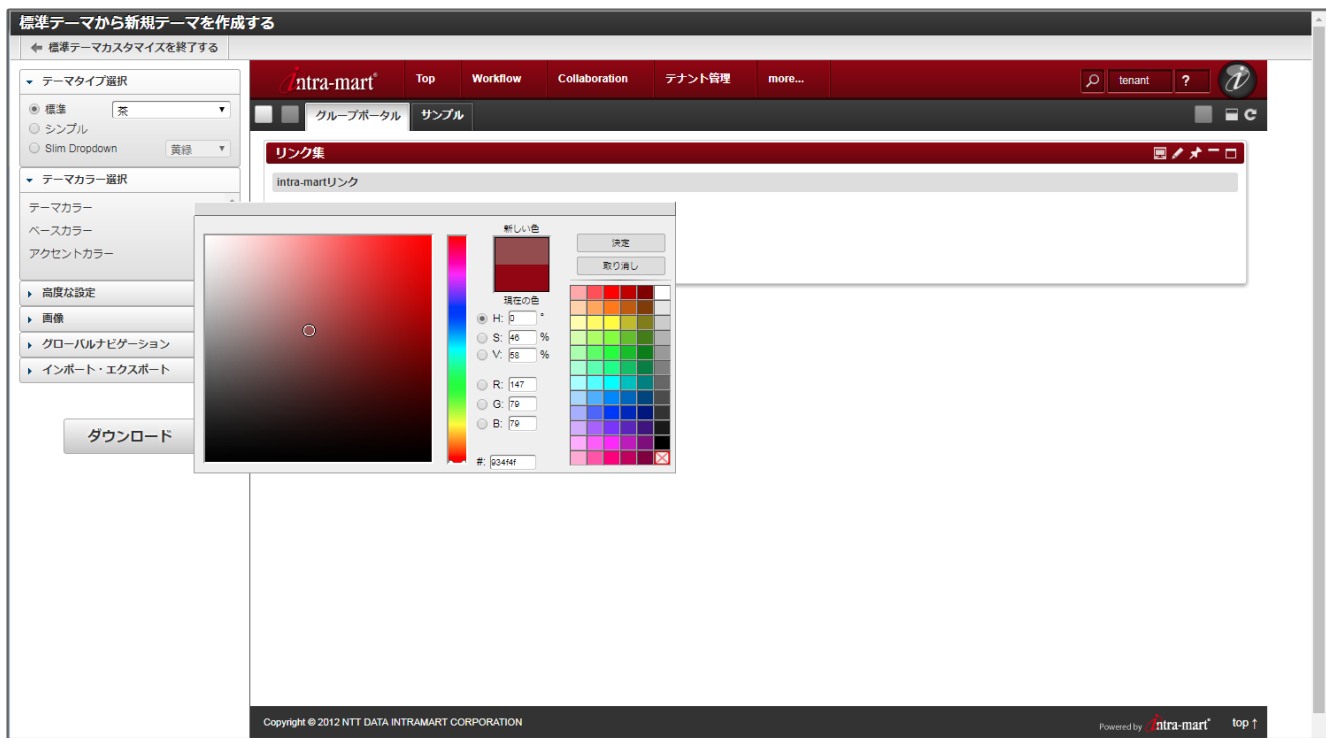 標準テーマから新規テーマを作成する
標準テーマカスタマイズを終了する
テーマタイプ選択
標準 茶
シンプル
Slim Dropdown 黄緑
テーマカラー選択
テーマカラー
ベースカラー
アクセントカラー
高度な設定
画像
グローバルナビゲーション
インポート・エクスポート
ダウンロード
intra-mart® Top Workflow Collaboration テナント管理 more... tenant ?
グループポータル サンプル
リンク集
intra-martリンク
新しい色
現在の色
決定
取り消し
H: 0 °
S: 46 %
V: 58 %
R: 147
G: 79
B: 79
#: 934f4f
Copyright © 2012 NTT DATA INTRAMART CORPORATION
Powered by intra-mart® top ↑